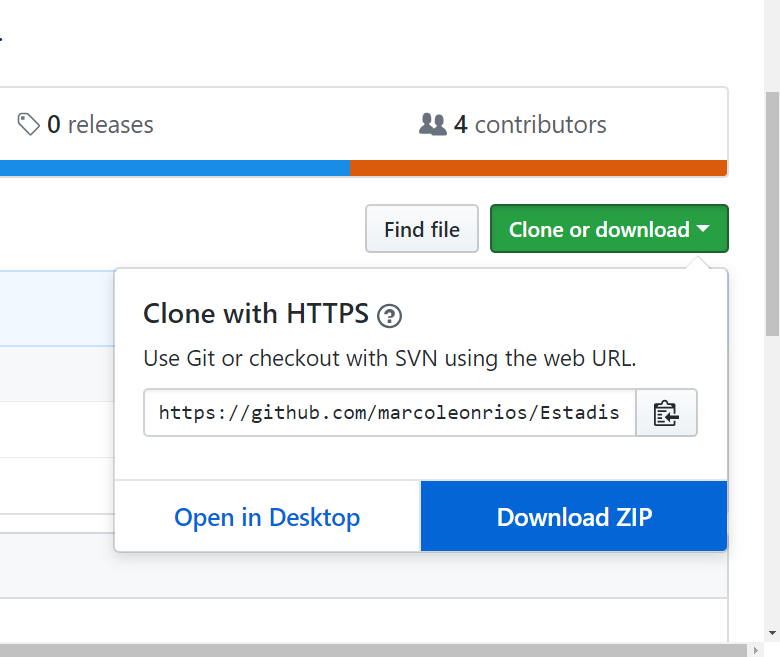 0 releases
4 contributors
Find file
Clone or download
Clone with HTTPS
Use Git or checkout with SVN using the web URL.
https://github.com/marcoleonrios/Estadis
Open in Desktop
Download ZIP